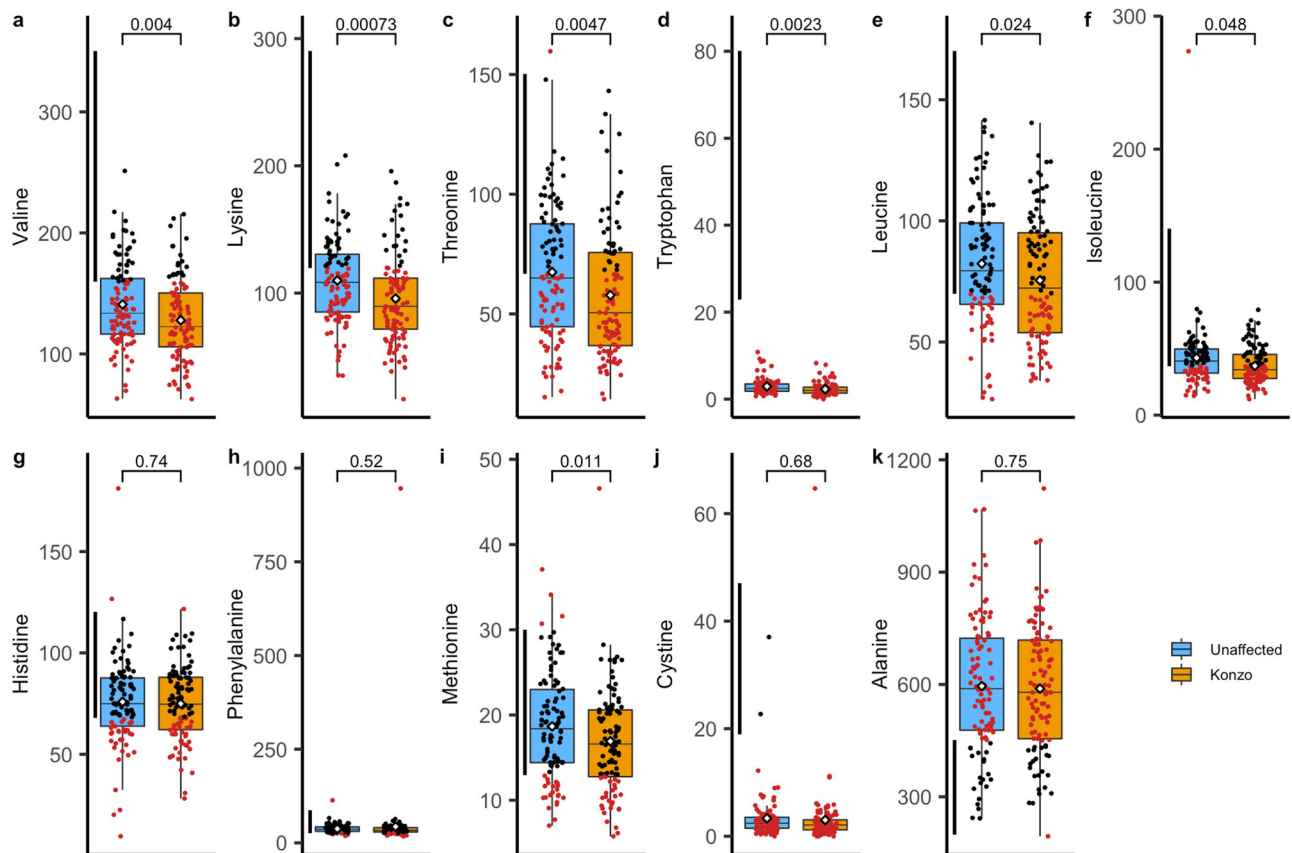 a
0.004
Valine
300
200
100
b
0.00073
Lysine
300
200
100
c
0.0047
Threonine
150
100
50
d
0.0023
Tryptophan
80
60
40
20
0
e
0.024
Leucine
150
100
50
f
0.048
Isoleucine
300
200
100
0
g
0.74
Histidine
150
100
50
h
0.52
Phenylalanine
1000
750
500
250
0
i
0.011
Methionine
50
40
30
20
10
j
0.68
Cystine
60
40
20
0
k
0.75
Alanine
1200
900
600
300
Unaffected
Konzo